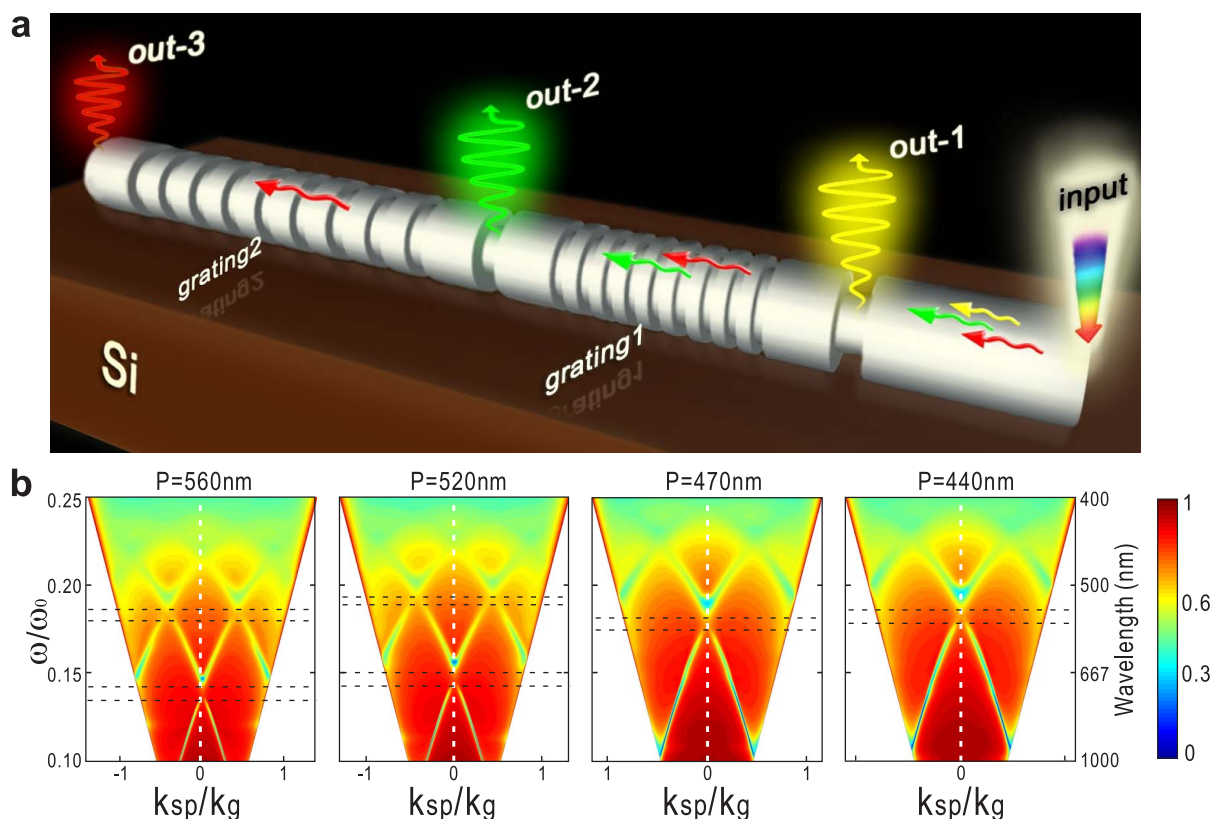 a
out-3
out-2
out-1
input
grating2
grating2
grating1
grating1
Si
b
P=560nm
P=520nm
P=470nm
P=440nm
0.25
0.20
0.15
0.10
ω/ω₀
400
500
667
1000
Wavelength (nm)
1
0.6
0.3
0
-1 0 1
-1 0 1
1 0 1
0
ksp/kg
ksp/kg
ksp/kg
ksp/kg